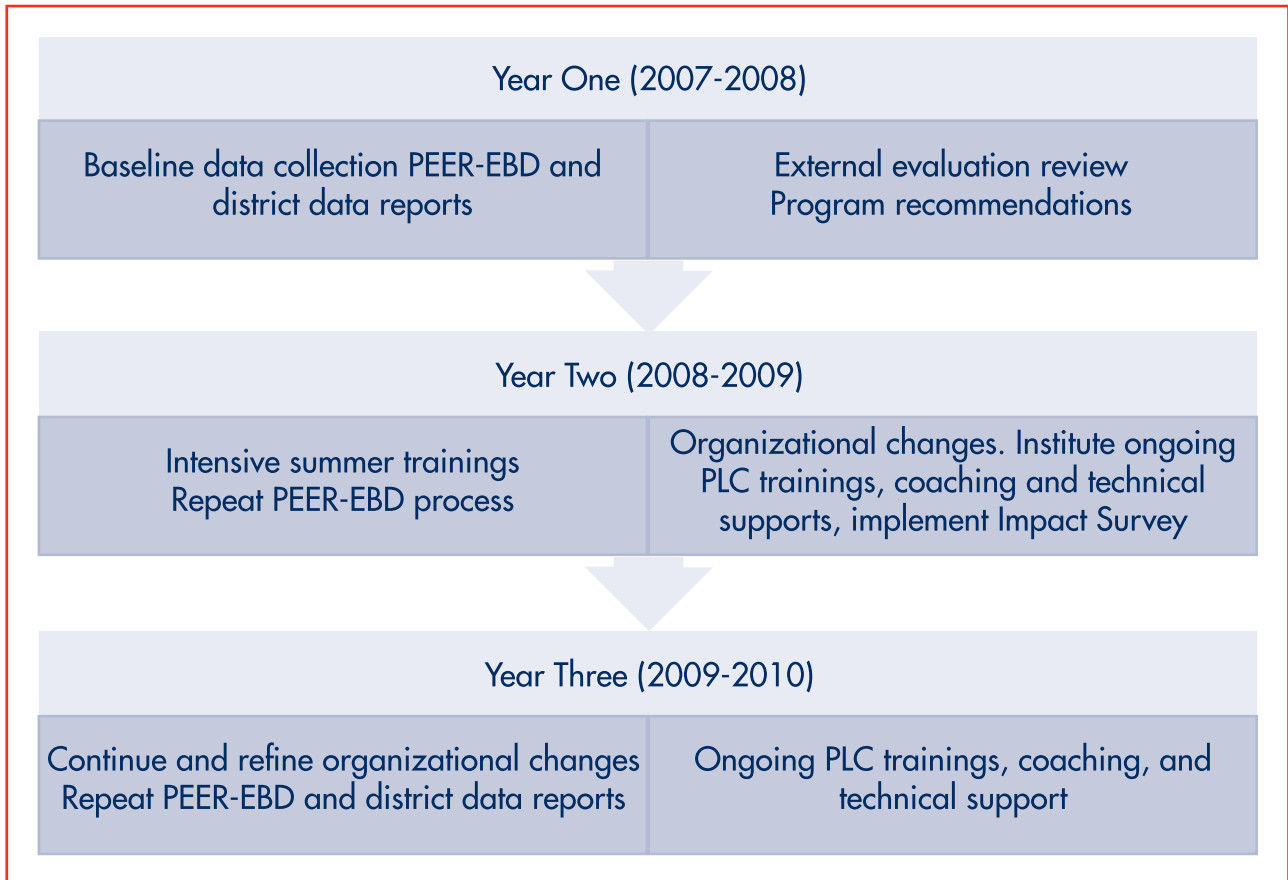 Year One (2007-2008)
Baseline data collection PEER-EBD and
district data reports
External evaluation review
Program recommendations
Year Two (2008-2009)
Intensive summer trainings
Repeat PEER-EBD process
Organizational changes. Institute ongoing
PLC trainings, coaching and technical
supports, implement Impact Survey
Year Three (2009-2010)
Continue and refine organizational changes
Repeat PEER-EBD and district data reports
Ongoing PLC trainings, coaching, and
technical support